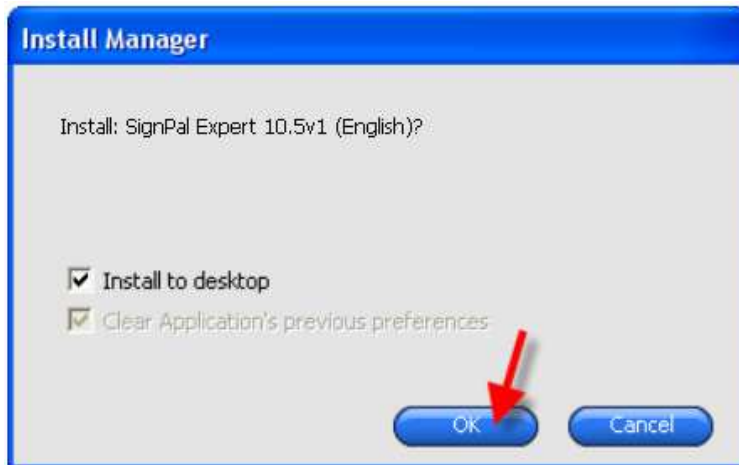 Install Manager
Install: SignPal Expert 10.5v1 (English)?
Install to desktop
Clear Application's previous preferences
OK
Cancel